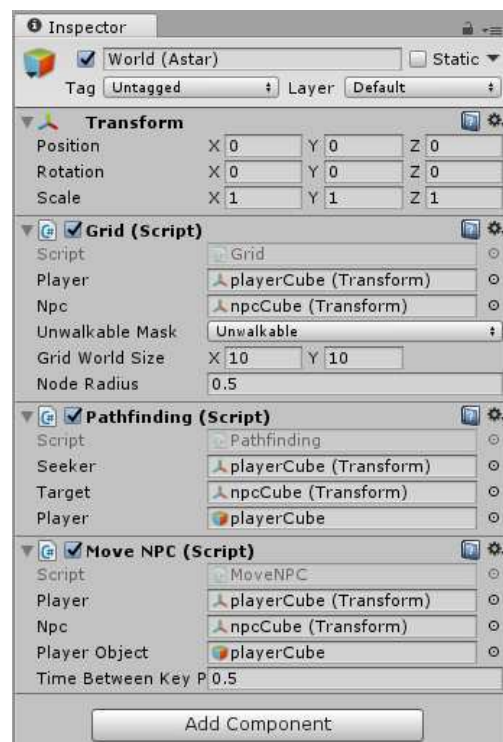 Inspector
World (Astar) Static
Tag Untagged Layer Default
Transform
Position X 0 Y 0 Z 0
Rotation X 0 Y 0 Z 0
Scale X 1 Y 1 Z 1
Grid (Script)
Script Grid
Player playerCube (Transform)
Npc npcCube (Transform)
Unwalkable Mask Unwalkable
Grid World Size X 10 Y 10
Node Radius 0.5
Pathfinding (Script)
Script Pathfinding
Seeker playerCube (Transform)
Target npcCube (Transform)
Player playerCube
Move NPC (Script)
Script MoveNPC
Player playerCube (Transform)
Npc npcCube (Transform)
Player Object playerCube
Time Between Key P 0.5
Add Component